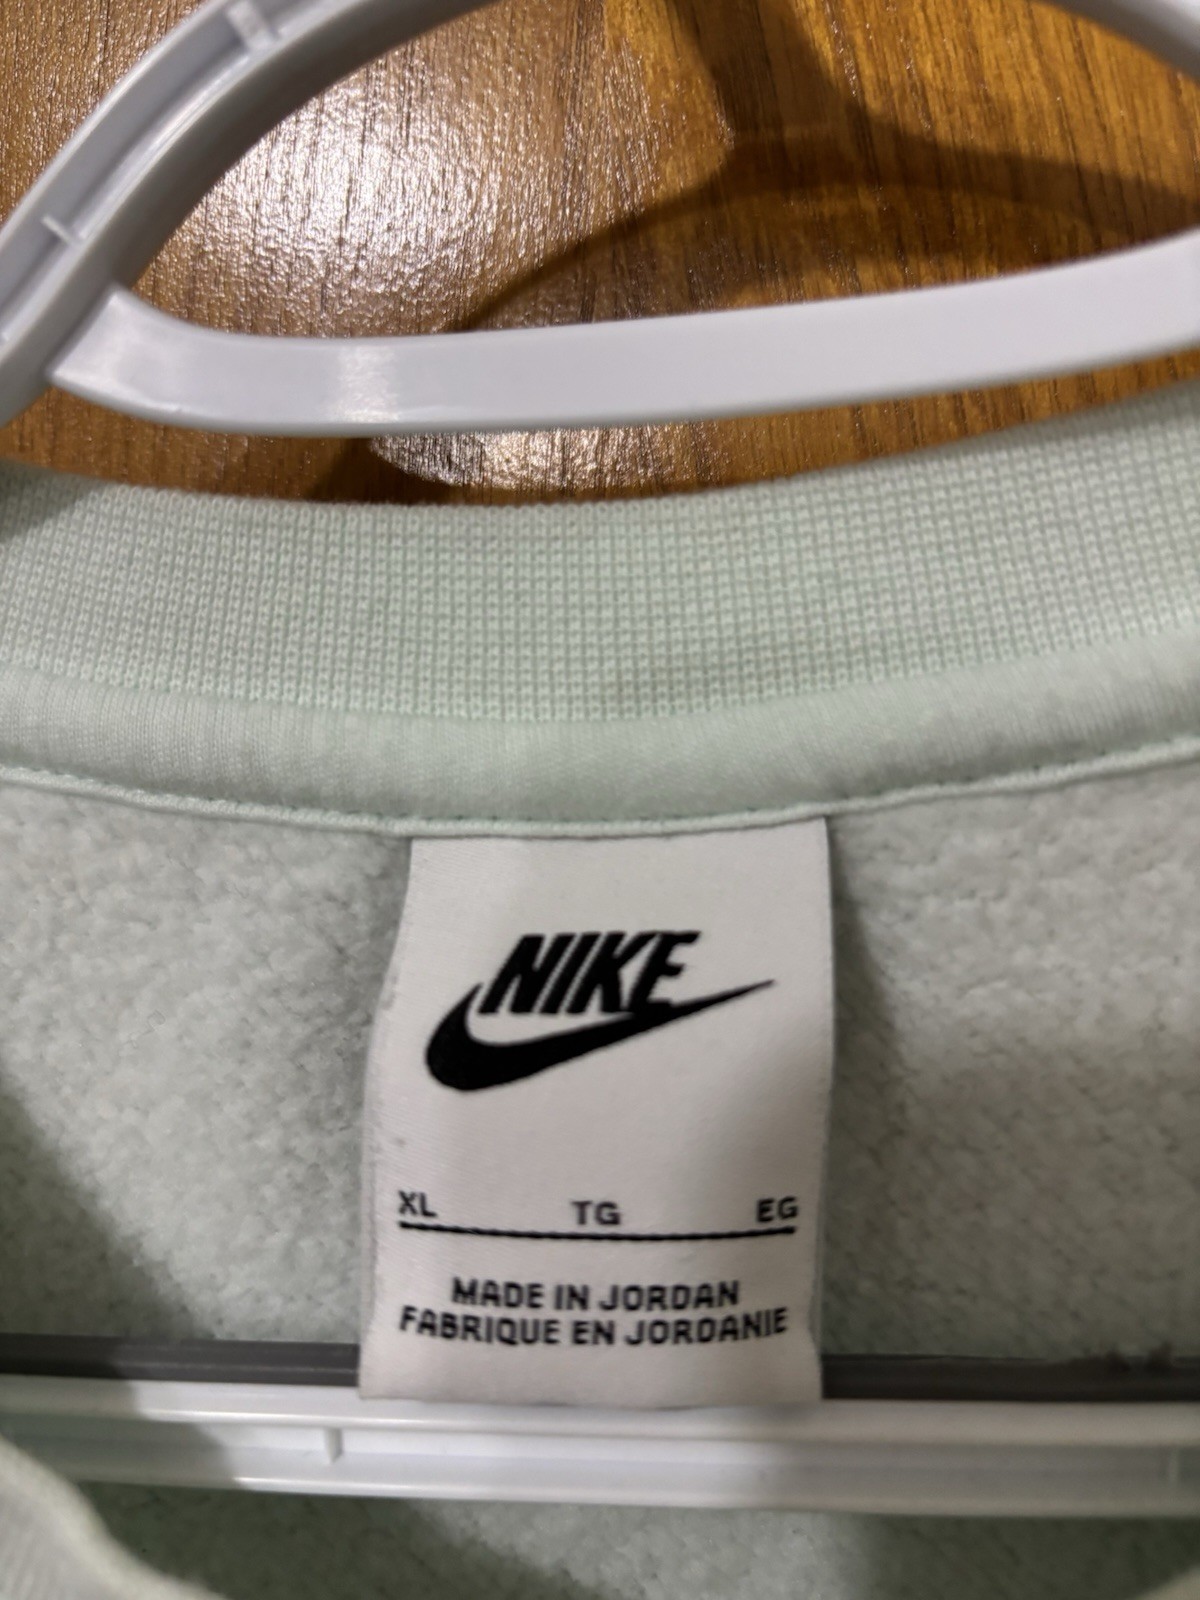 NIKE
XL TG EG
MADE IN JORDAN
FABRIQUE EN JORDANIE